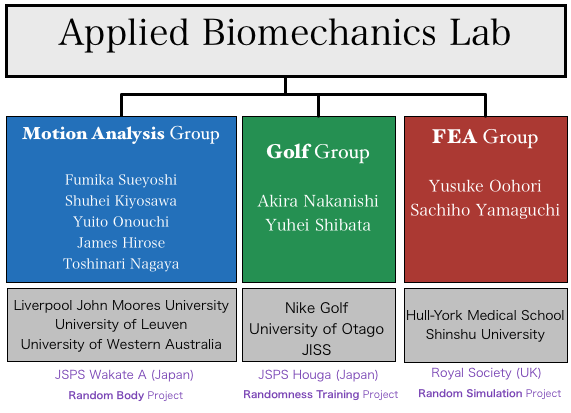 Applied Biomechanics Lab
Motion Analysis Group
Fumika Sueyoshi
Shuhei Kiyosawa
Yuito Onouchi
James Hirose
Toshinari Nagaya
Liverpool John Moores University
University of Leuven
University of Western Australia
JSPS Wakate A (Japan)
Random Body Project
Golf Group
Akira Nakanishi
Yuhei Shibata
Nike Golf
University of Otago
JISS
JSPS Houga (Japan)
Randomness Training Project
FEA Group
Yusuke Oohori
Sachiho Yamaguchi
Hull-York Medical School
Shinshu University
Royal Society (UK)
Random Simulation Project